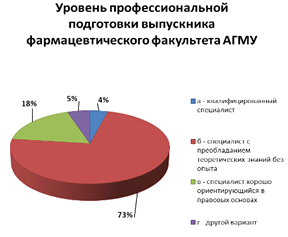 Уровень профессиональной
подготовки выпускника
фармацевтического факультета АГМУ
5%
4%
18%
73%
а - квалифицированный
специалист
б - специалист с
преобладанием
теоретических знаний без
опыта
в - специалист хорошо
ориентирующийся в
правовых основах
г - другой вариант